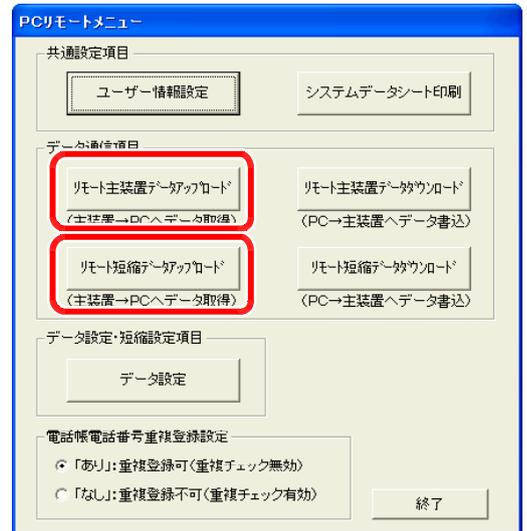 PCリモートメニュー
共通設定項目
ユーザー情報設定
システムデータシート印刷
データ通信項目
ﾘﾓｰﾄ主装置ﾃﾞｰﾀｱｯﾌﾟﾛｰﾄﾞ
ﾘﾓｰﾄ主装置ﾃﾞｰﾀﾀﾞｳﾝﾛｰﾄﾞ
(主装置→PCへデータ取得)
(PC→主装置へデータ書込)
ﾘﾓｰﾄ短縮ﾃﾞｰﾀｱｯﾌﾟﾛｰﾄﾞ
ﾘﾓｰﾄ短縮ﾃﾞｰﾀﾀﾞｳﾝﾛｰﾄﾞ
(主装置→PCへデータ取得)
(PC→主装置へデータ書込)
データ設定・短縮設定項目
データ設定
電話帳電話番号重複登録設定
「あり」:重複登録可(重複チェック無効)
「なし」:重複登録不可(重複チェック有効)
終了